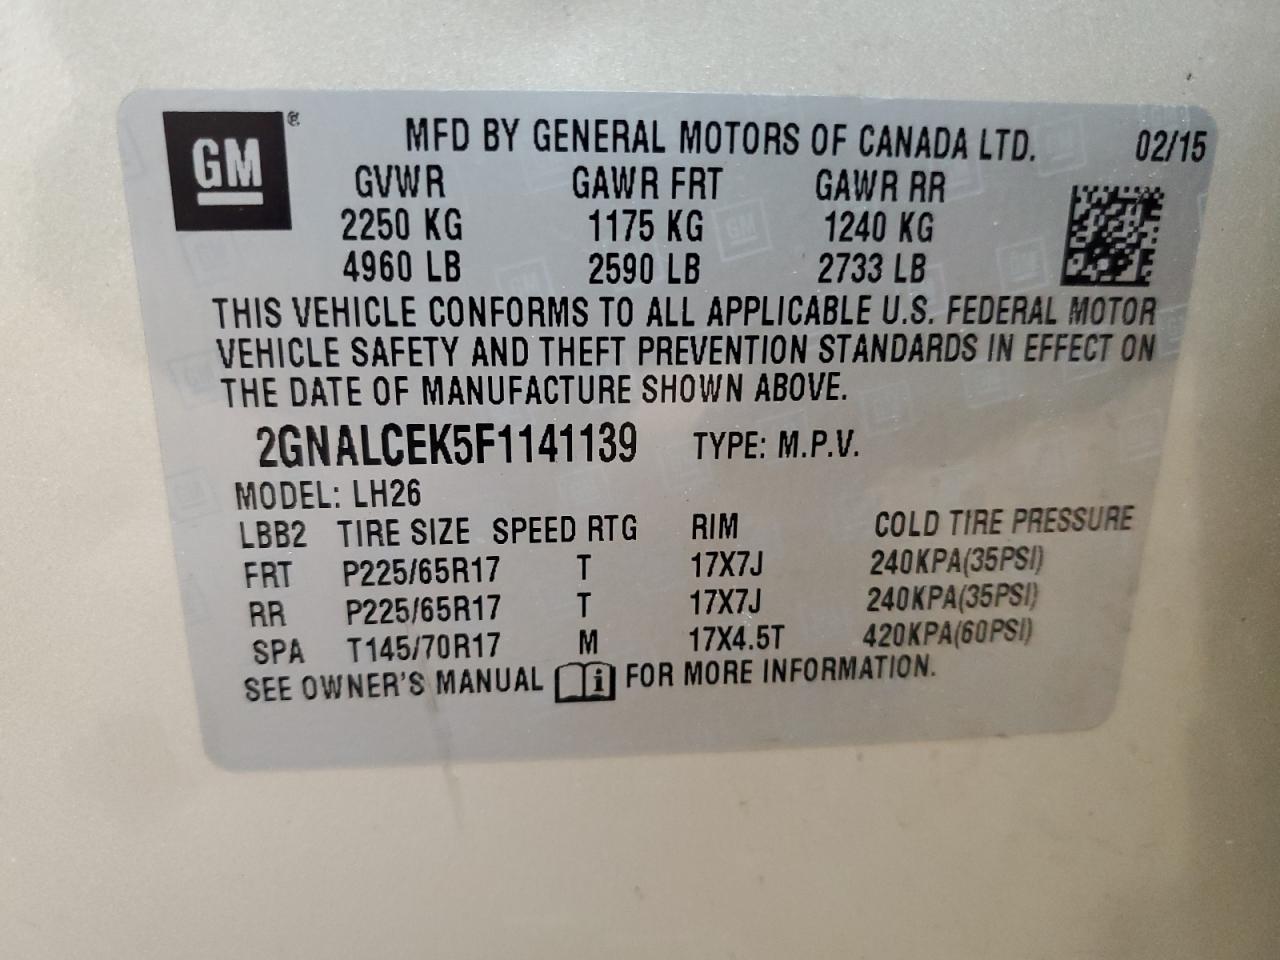 GM®
MFD BY GENERAL MOTORS OF CANADA LTD. 02/15
GVWR GAWR FRT GAWR RR
2250 KG 1175 KG 1240 KG
4960 LB 2590 LB 2733 LB
THIS VEHICLE CONFORMS TO ALL APPLICABLE U.S. FEDERAL MOTOR
VEHICLE SAFETY AND THEFT PREVENTION STANDARDS IN EFFECT ON
THE DATE OF MANUFACTURE SHOWN ABOVE.
2GNALCEK5F1141139 TYPE: M.P.V.
MODEL: LH26
LBB2 TIRE SIZE SPEED RTG RIM COLD TIRE PRESSURE
FRT P225/65R17 T 17X7J 240KPA(35PSI)
RR P225/65R17 T 17X7J 240KPA(35PSI)
SPA T145/70R17 M 17X4.5T 420KPA(60PSI)
SEE OWNER'S MANUAL i FOR MORE INFORMATION.